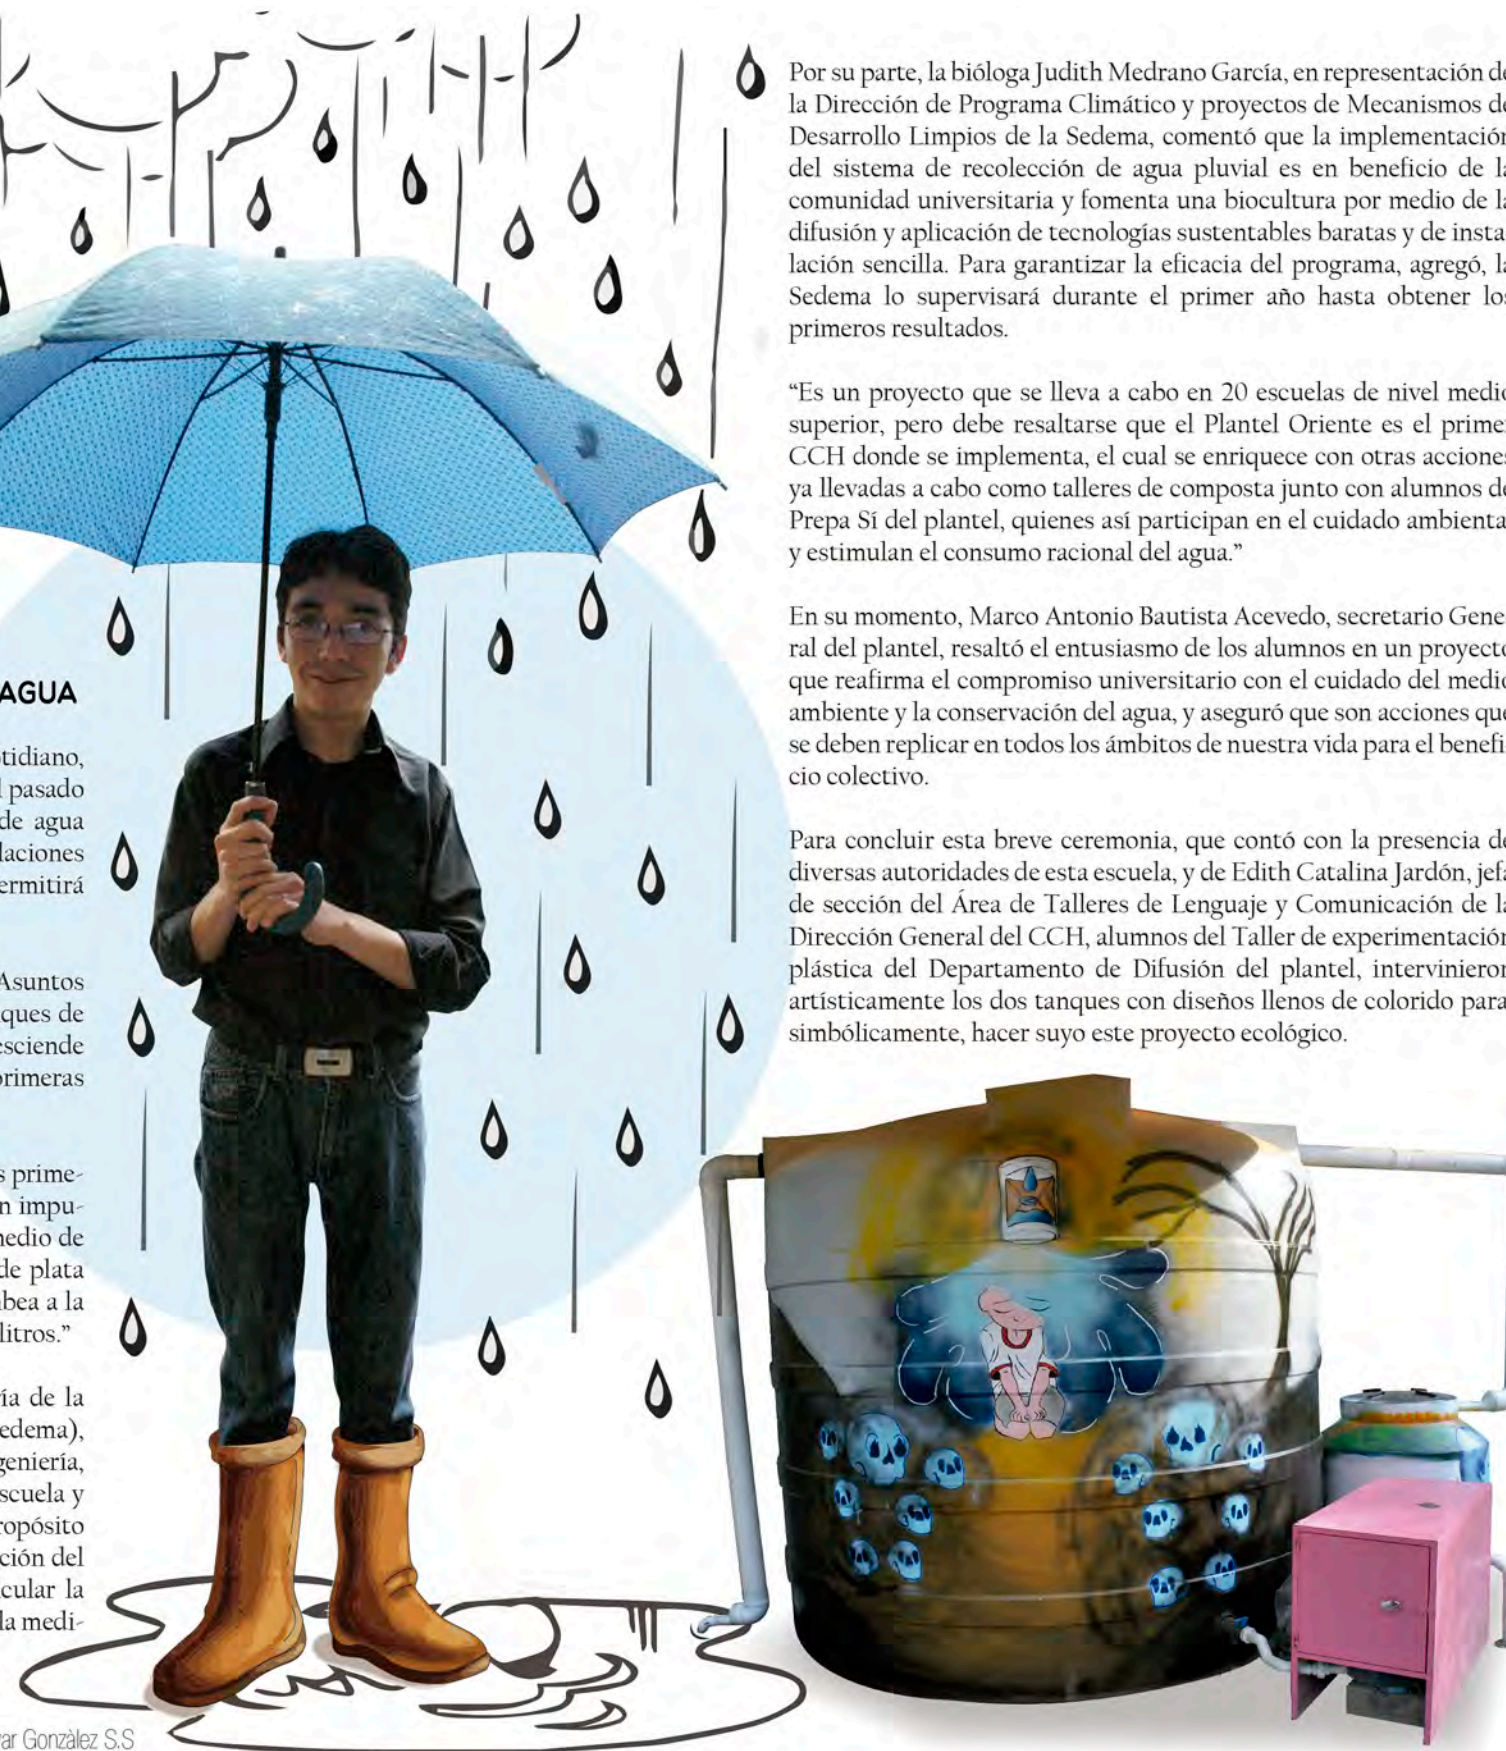 AGUA
tidiano,
l pasado
de agua
laciones
ermitirá
Asuntos
ques de
esciende
primeras
s prime-
n impu-
nedio de
de plata
bea a la
litros."
ría de la
edema),
geniería,
scuela y
ropósito
ción del
cular la
la medi-
ar Gonzàlez S.S
Por su parte, la bióloga Judith Medrano García, en representación de
la Dirección de Programa Climático y proyectos de Mecanismos de
Desarrollo Limpios de la Sedema, comentó que la implementación
del sistema de recolección de agua pluvial es en beneficio de la
comunidad universitaria y fomenta una biocultura por medio de la
difusión y aplicación de tecnologías sustentables baratas y de insta-
lación sencilla. Para garantizar la eficacia del programa, agregó, la
Sedema lo supervisará durante el primer año hasta obtener los
primeros resultados.
“Es un proyecto que se lleva a cabo en 20 escuelas de nivel medio
superior, pero debe resaltarse que el Plantel Oriente es el primer
CCH donde se implementa, el cual se enriquece con otras acciones
ya llevadas a cabo como talleres de composta junto con alumnos de
Prepa Sí del plantel, quienes así participan en el cuidado ambiental
y estimulan el consumo racional del agua.”
En su momento, Marco Antonio Bautista Acevedo, secretario Gene-
ral del plantel, resaltó el entusiasmo de los alumnos en un proyecto
que reafirma el compromiso universitario con el cuidado del medio
ambiente y la conservación del agua, y aseguró que son acciones que
se deben replicar en todos los ámbitos de nuestra vida para el benefi-
cio colectivo.
Para concluir esta breve ceremonia, que contó con la presencia de
diversas autoridades de esta escuela, y de Edith Catalina Jardón, jefa
de sección del Área de Talleres de Lenguaje y Comunicación de la
Dirección General del CCH, alumnos del Taller de experimentación
plástica del Departamento de Difusión del plantel, intervinieron
artísticamente los dos tanques con diseños llenos de colorido para,
simbólicamente, hacer suyo este proyecto ecológico.